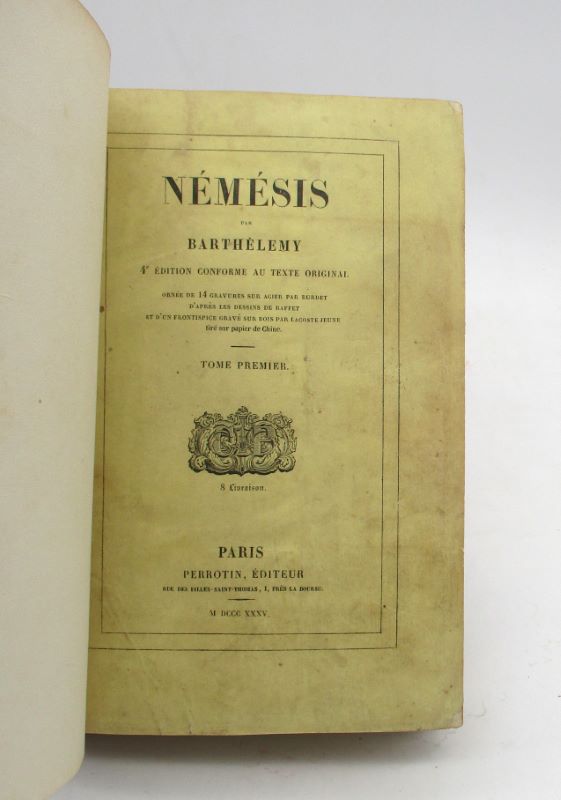 NÉMÉSIS
PAR
BARTHÉLEMY
4e ÉDITION CONFORME AU TEXTE ORIGINAL
ORNÉE DE 14 GRAVURES SUR ACIER PAR BURDET
D'APRÈS LES DESSINS DE RAFFET
ET D'UN FRONTISPICE GRAVÉ SUR BOIS PAR LACOSTE JEUNE
tiré sur papier de Chine.
TOME PREMIER.
8 Livraison.
PARIS
PERROTIN, ÉDITEUR
RUE DES FILLES-SAINT-THOMAS, 1, PRÈS LA BOURSE.
M DCCC XXXV.